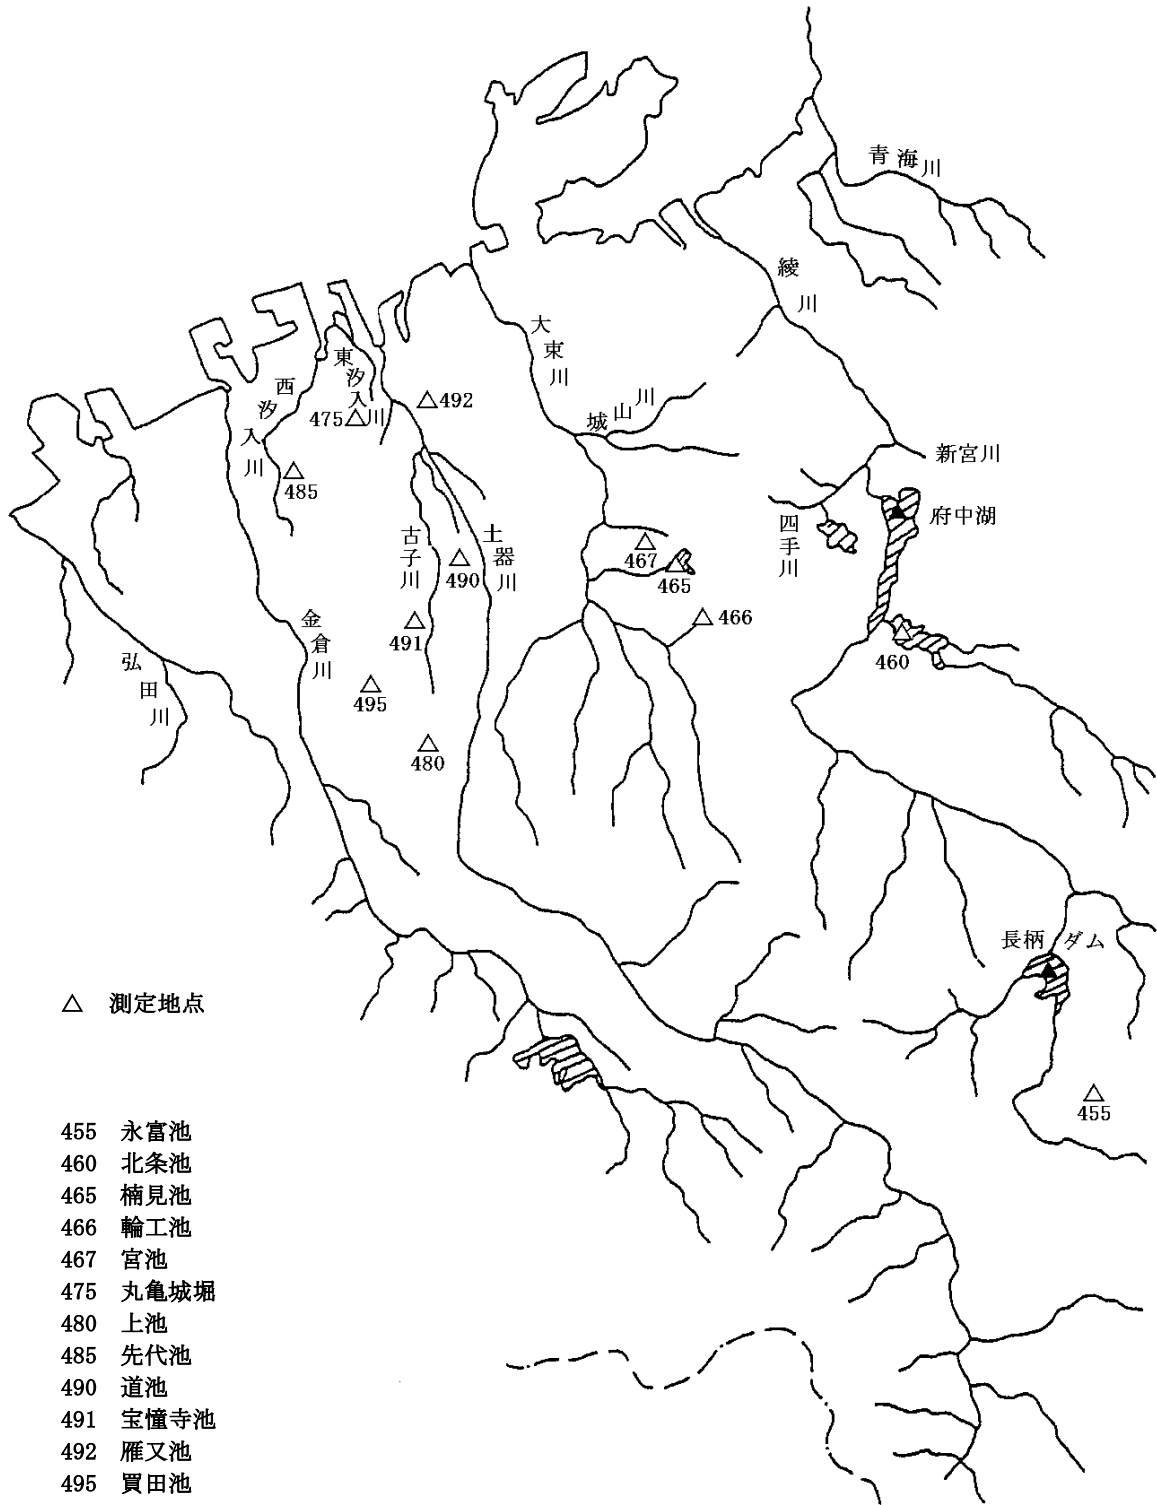 青海川
綾川
大東川
城山川
東汐入川
西汐入川
492
475
485
新宮川
府中湖
四手川
古子川
土器川
490
467
465
466
491
460
金倉川
弘田川
495
480
長柄ダム
455
△ 測定地点
455 永富池
460 北条池
465 楠見池
466 輪工池
467 宮池
475 丸亀城堀
480 上池
485 先代池
490 道池
491 宝憧寺池
492 雁又池
495 買田池